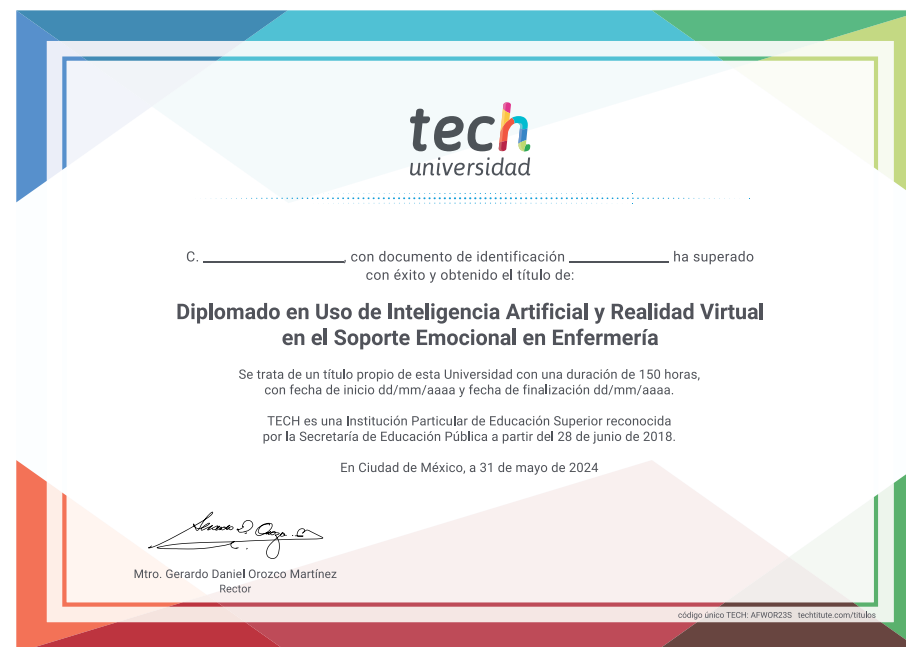 tech
universidad
C. ____________________, con documento de identificación ______________ ha superado
con éxito y obtenido el título de:
Diplomado en Uso de Inteligencia Artificial y Realidad Virtual
en el Soporte Emocional en Enfermería
Se trata de un título propio de esta Universidad con una duración de 150 horas,
con fecha de inicio dd/mm/aaaa y fecha de finalización dd/mm/aaaa.
TECH es una Institución Particular de Educación Superior reconocida
por la Secretaría de Educación Pública a partir del 28 de junio de 2018.
En Ciudad de México, a 31 de mayo de 2024
Mtro. Gerardo Daniel Orozco Martínez
Rector
código único TECH: AFWOR23S techtitute.com/titulos